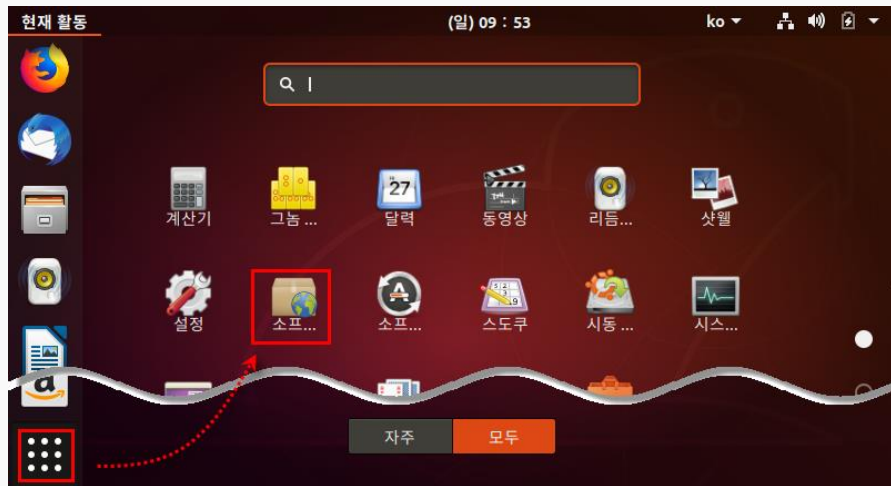 현재 활동 (일) 09 : 53 ko
27
계산기 그놈 ... 달력 동영상 리듬... 샷웰
설정 소프... 소프... 스도쿠 시동 ... 시스...
자주 모두